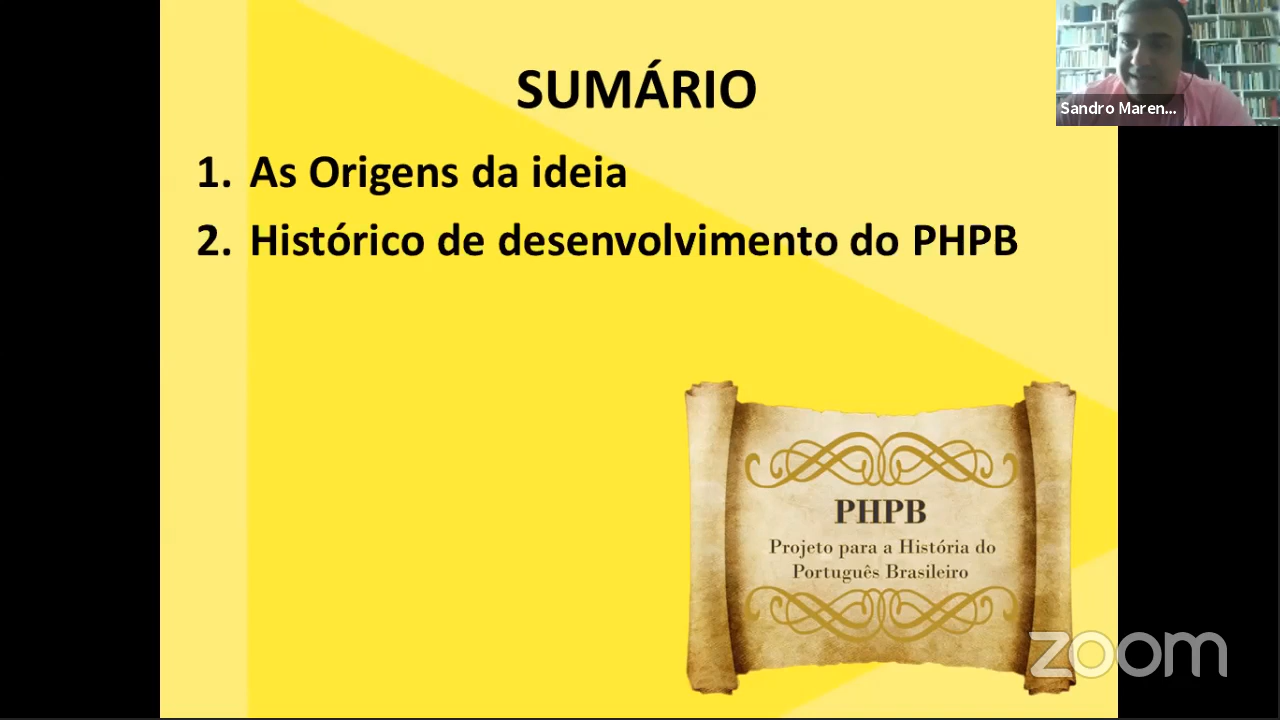 SUMÁRIO
Sandro Maren...
1. As Origens da ideia
2. Histórico de desenvolvimento do PHPB
PHPB
Projeto para a História do
Português Brasileiro
zoom